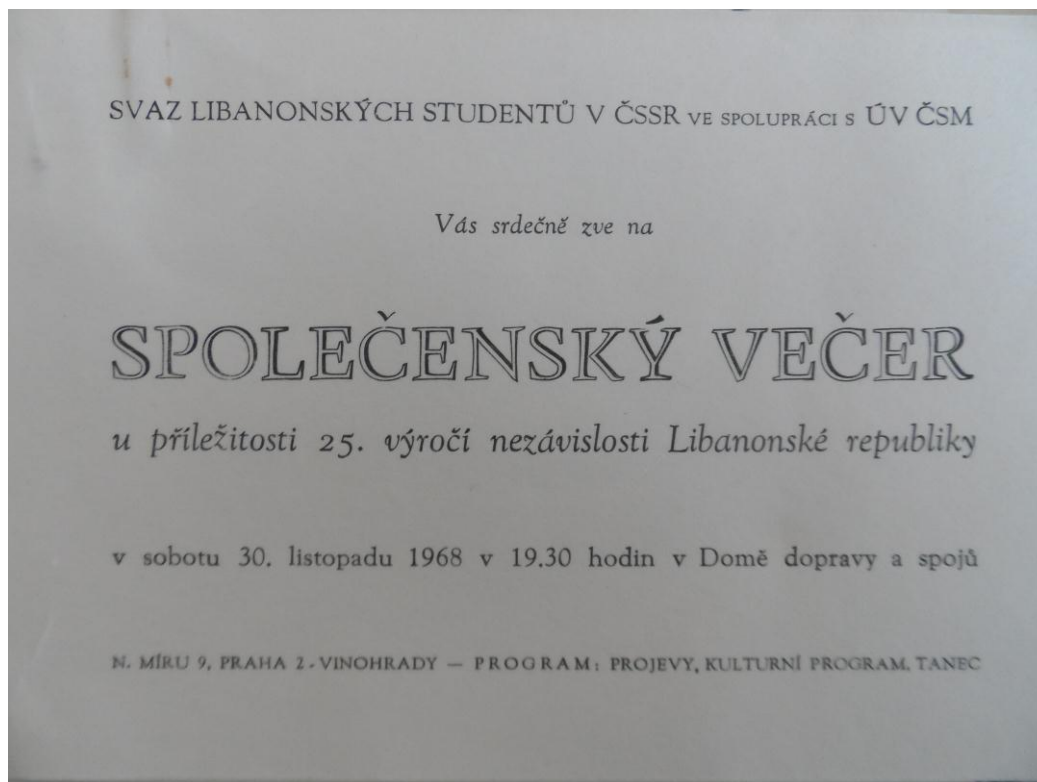 SVAZ LIBANONSKÝCH STUDENTŮ V ČSSR VE SPOLUPRÁCI S ÚV ČSM
Vás srdečně zve na
SPOLEČENSKÝ VEČER
u příležitosti 25. výročí nezávislosti Libanonské republiky
v sobotu 30. listopadu 1968 v 19.30 hodin v Domě dopravy a spojů
N. MÍRU 9, PRAHA 2 - VINOHRADY — PROGRAM: PROJEVY, KULTURNÍ PROGRAM. TANEC